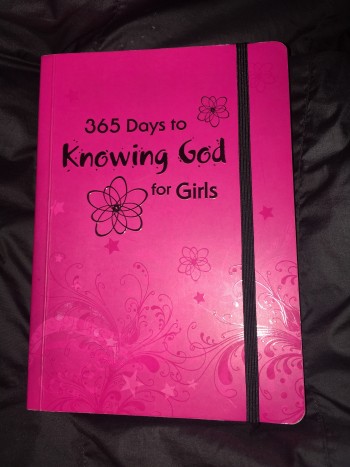 365 Days to
Knowing God
for Girls